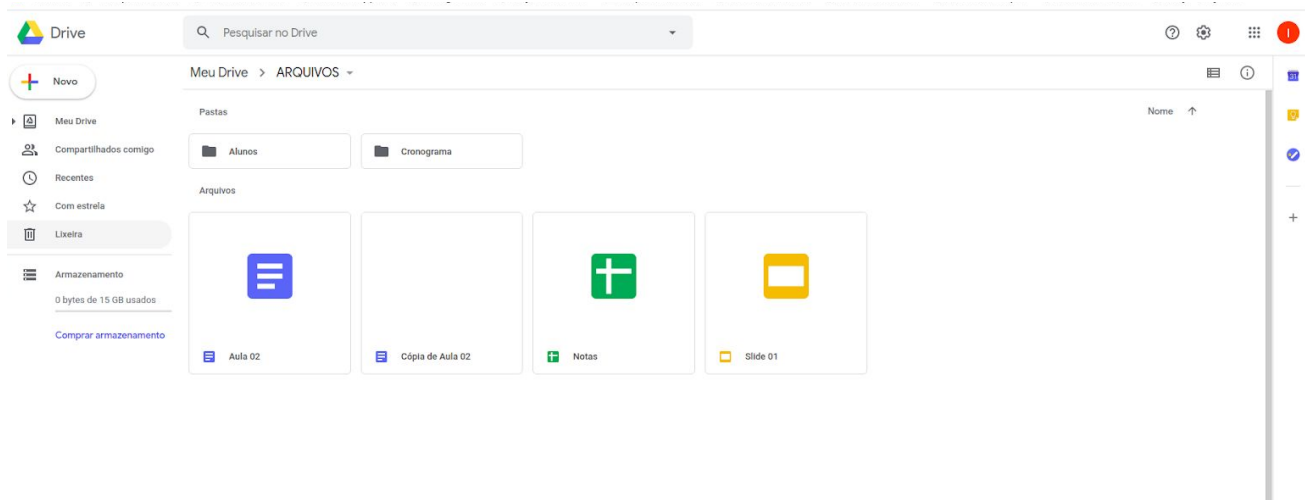 Drive
Pesquisar no Drive
I
Novo
Meu Drive > ARQUIVOS
31
Meu Drive
Compartilhados comigo
Recentes
Com estrela
Lixeira
Armazenamento
0 bytes de 15 GB usados
Comprar armazenamento
Pastas
Nome
Alunos
Cronograma
Arquivos
Aula 02
Cópia de Aula 02
Notas
Slide 01